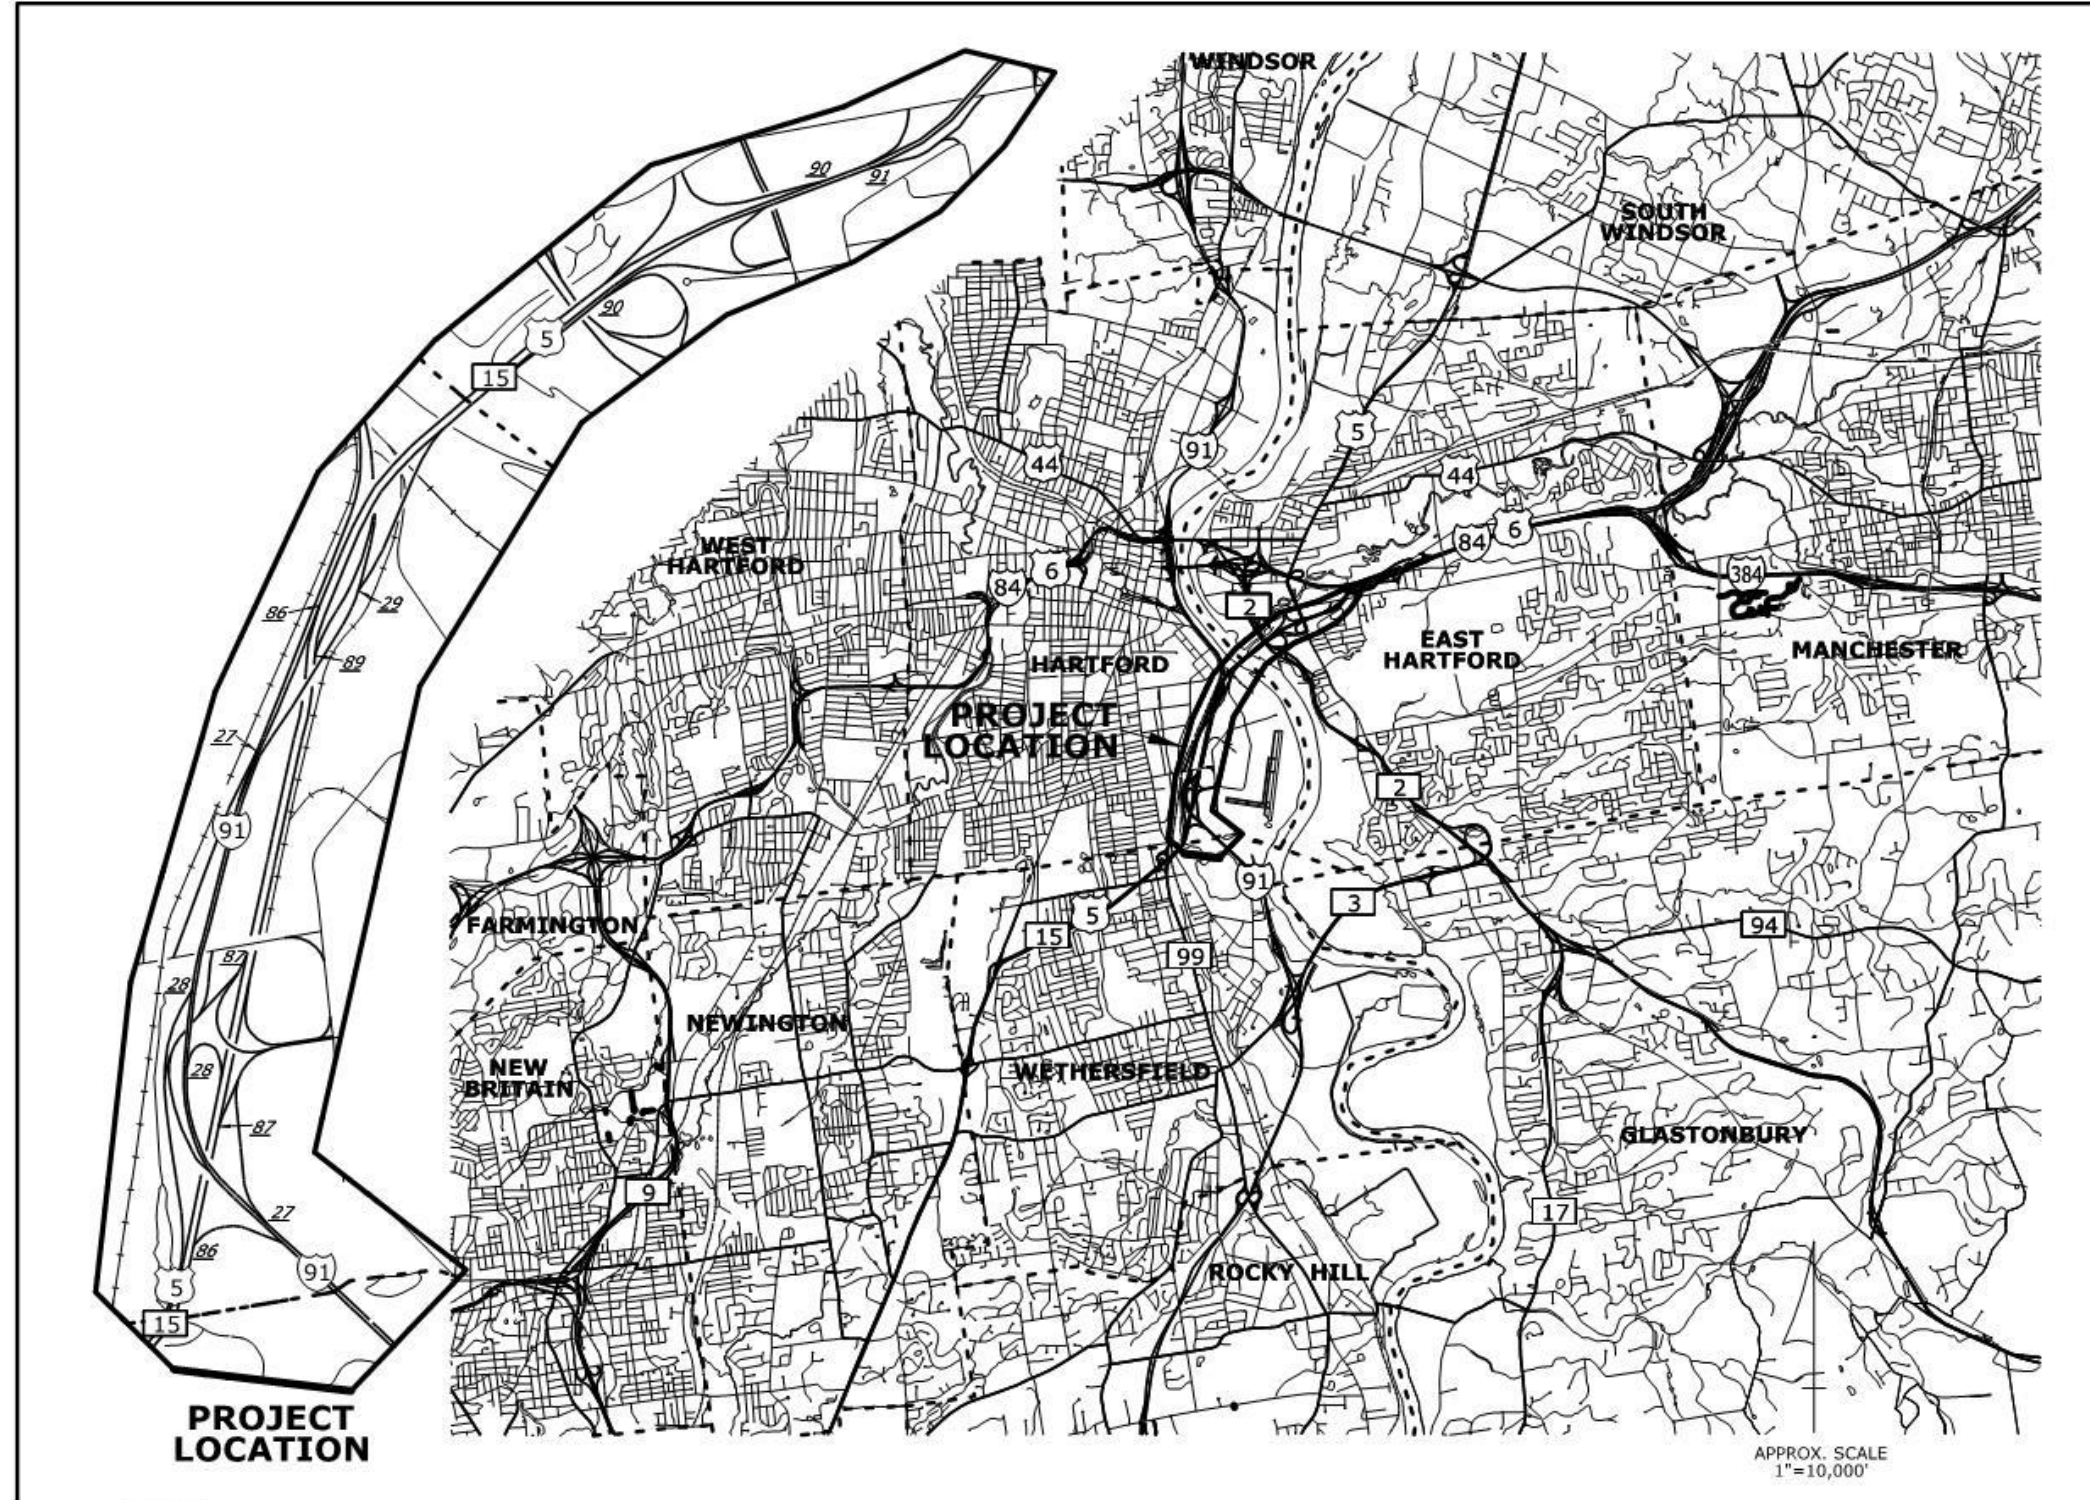 WINDSOR
90
91
SOUTH
WINDSOR
90
5
15
5
91
44
44
6
84
WEST
HARTFORD
6
84
384
2
86
29
EAST
HARTFORD
MANCHESTER
HARTFORD
89
PROJECT
LOCATION
27
2
91
91
3
5
94
FARMINGTON
15
99
87
28
NEWINGTON
28
NEW
BRITAIN
WETHERSFIELD
87
GLASTONBURY
9
27
17
86
91
ROCKY HILL
5
15
PROJECT
LOCATION
APPROX. SCALE
1"=10,000'